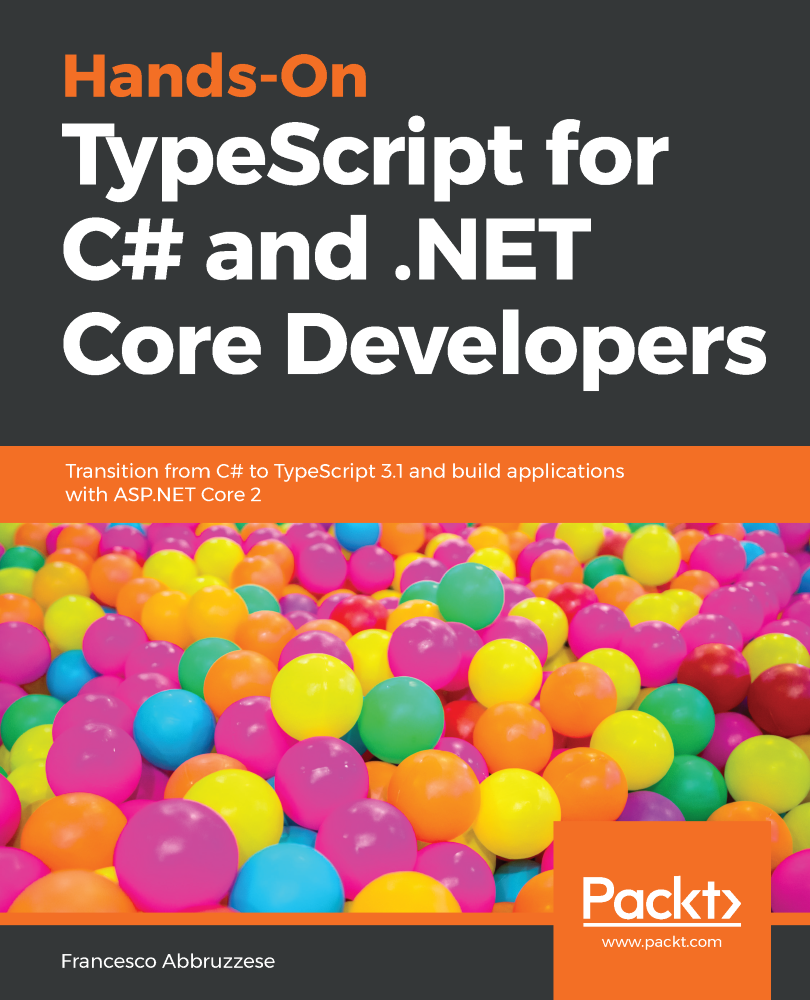 Hands-On
TypeScript for
C# and .NET
Core Developers
Transition from C# to TypeScript 3.1 and build applications
with ASP.NET Core 2
Packt>
www.packt.com
Francesco Abbruzzese